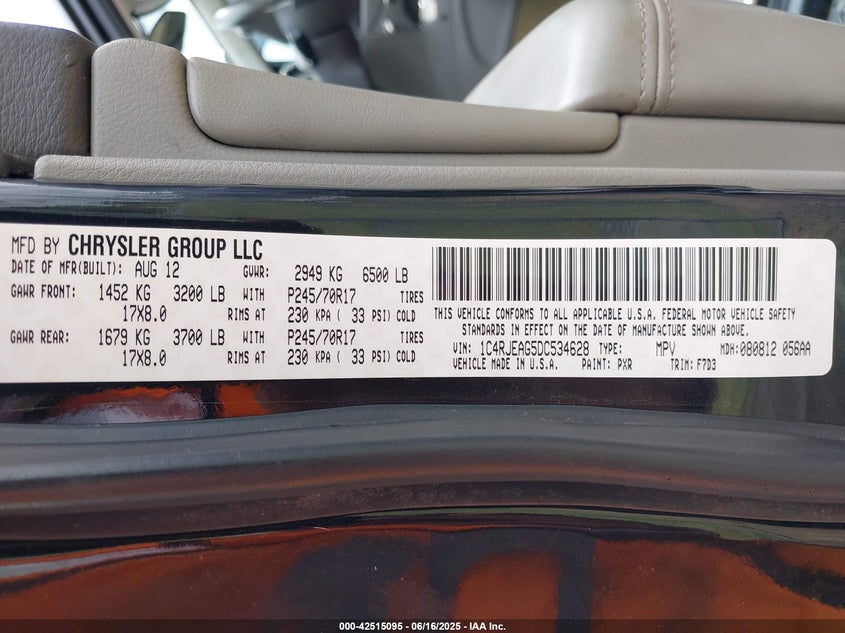 MFD BY CHRYSLER GROUP LLC
DATE OF MFR(BUILT): AUG 12 GVWR: 2949 KG 6500 LB
GAWR FRONT: 1452 KG 3200 LB WITH P245/70R17 TIRES
17X8.0 RIMS AT 230 KPA ( 33 PSI) COLD
GAWR REAR: 1679 KG 3700 LB WITH P245/70R17 TIRES
17X8.0 RIMS AT 230 KPA ( 33 PSI) COLD
THIS VEHICLE CONFORMS TO ALL APPLICABLE U.S.A. FEDERAL MOTOR VEHICLE SAFETY
STANDARDS IN EFFECT ON THE DATE OF MANUFACTURE SHOWN ABOVE.
VIN: 1C4RJEAG5DC534628 TYPE: MPV MDH: 080812 056AA
VEHICLE MADE IN U.S.A. PAINT: PXR TRIM: F7D3
000-42515095 - 06/16/2025 - IAA Inc.